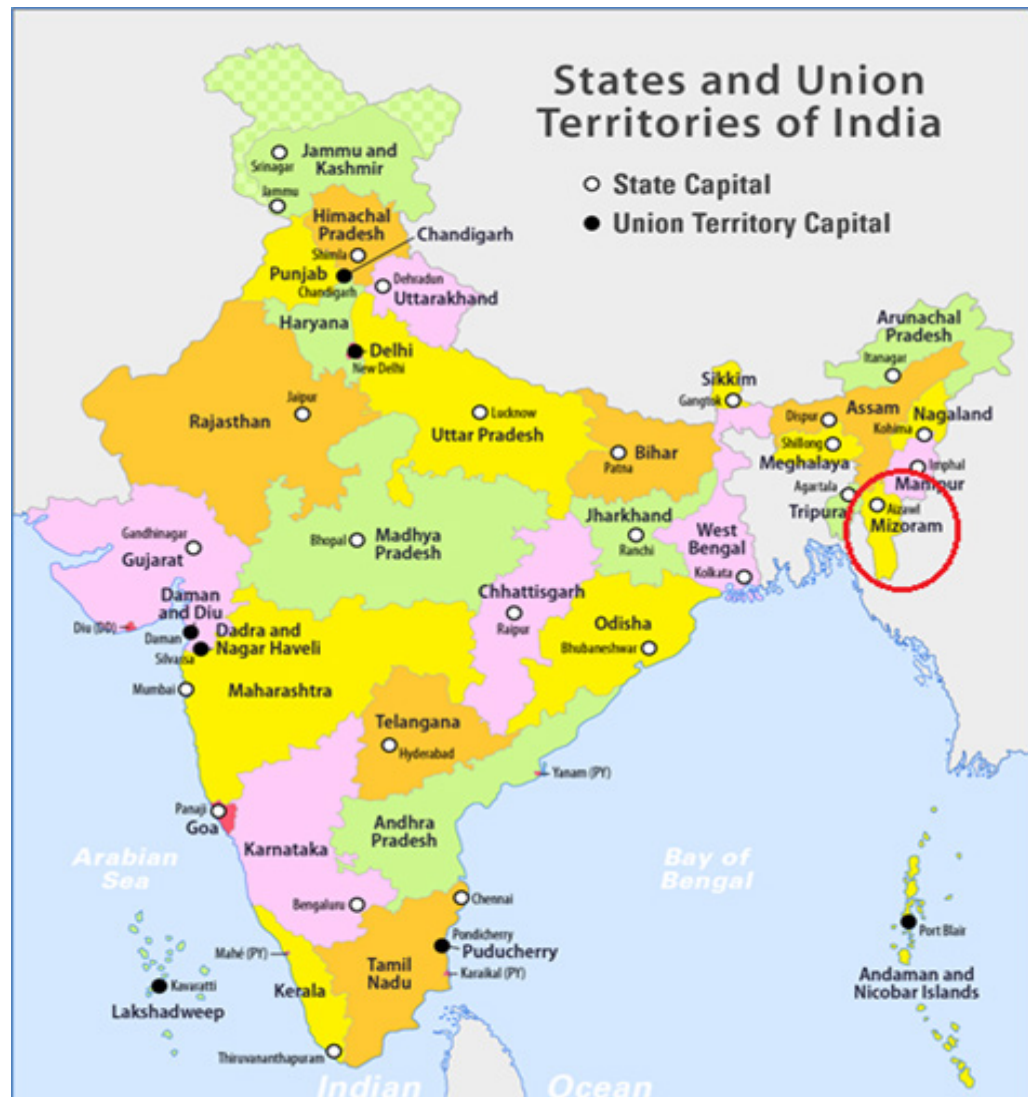 States and Union
Territories of India
State Capital
Union Territory Capital
Srinagar
Jammu and
Kashmir
Jammu
Himachal
Pradesh
Shimla
Chandigarh
Punjab
Chandigarh
Dehradun
Uttarakhand
Haryana
Delhi
New Delhi
Arunachal
Pradesh
Itanagar
Sikkim
Gangtok
Assam
Dispur
Nagaland
Kohima
Shillong
Meghalaya
Imphal
Manipur
Agartala
Tripura
Aizawl
Mizoram
Jaipur
Rajasthan
Lucknow
Uttar Pradesh
Bihar
Patna
Gandhinagar
Gujarat
Bhopal
Madhya
Pradesh
Jharkhand
Ranchi
West
Bengal
Kolkata
Chhattisgarh
Raipur
Odisha
Bhubaneshwar
Daman
and Diu
Diu (DD)
Daman
Dadra and
Nagar Haveli
Silvassa
Mumbai
Maharashtra
Telangana
Hyderabad
Yanam (PY)
Panaji
Goa
Karnataka
Andhra
Pradesh
Arabian
Sea
Bay of
Bengal
Bengaluru
Chennai
Pondicherry
Puducherry
Mahé (PY)
Karaikal (PY)
Tamil
Nadu
Kerala
Kavaratti
Lakshadweep
Port Blair
Andaman and
Nicobar Islands
Thiruvananthapuram
Indian Ocean